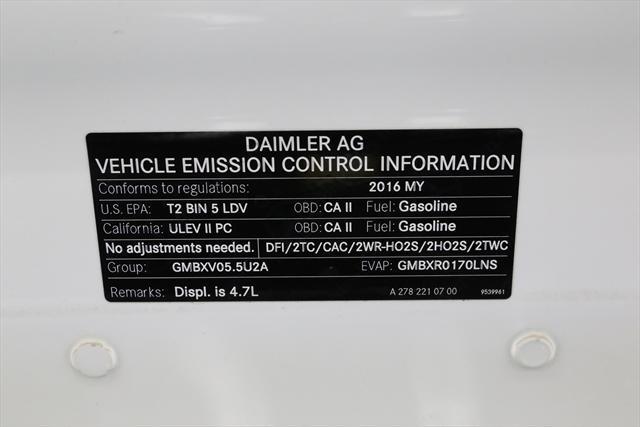 DAIMLER AG
VEHICLE EMISSION CONTROL INFORMATION
Conforms to regulations: 2016 MY
U.S. EPA: T2 BIN 5 LDV OBD: CA II Fuel: Gasoline
California: ULEV II PC OBD: CA II Fuel: Gasoline
No adjustments needed. DFI/2TC/CAC/2WR-HO2S/2HO2S/2TWC
Group: GMBXV05.5U2A EVAP: GMBXR0170LNS
Remarks: Displ. is 4.7L A 278 221 07 00 9539961